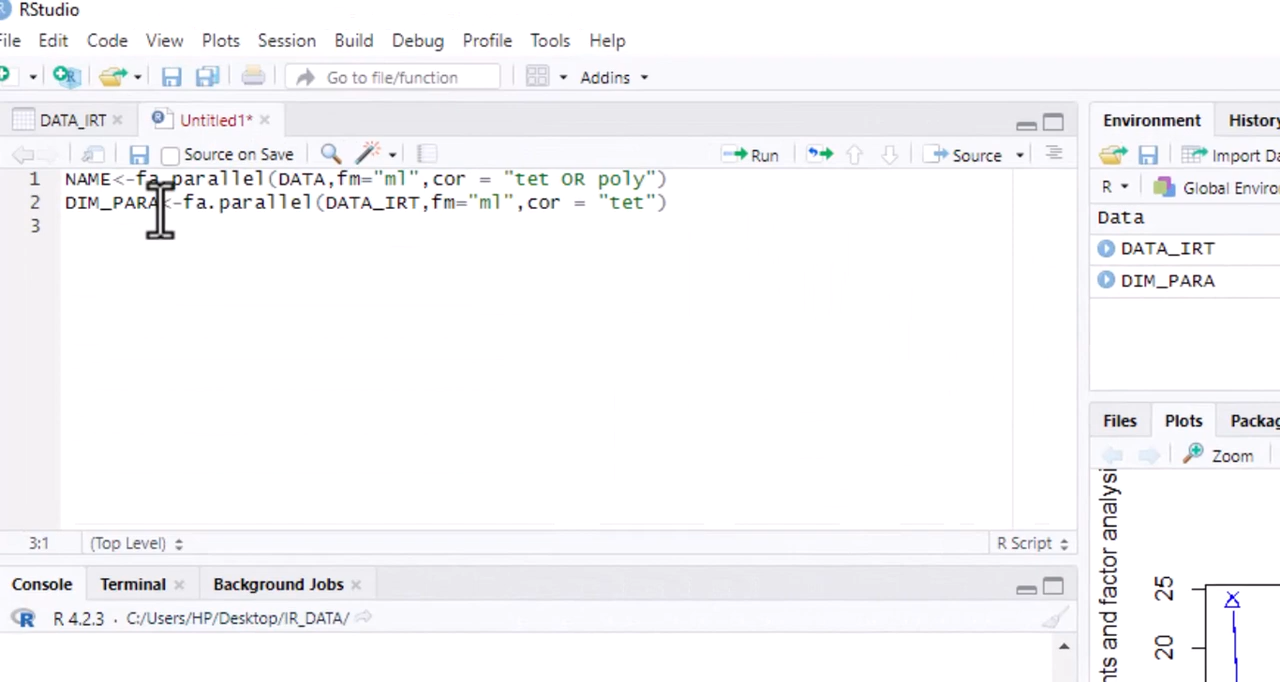 RStudio
File Edit Code View Plots Session Build Debug Profile Tools Help
Go to file/function Addins
DATA_IRT Untitled1*
Source on Save Run Source
1 NAME<-fa.parallel(DATA,fm="ml",cor = "tet OR poly")
2 DIM_PARA<-fa.parallel(DATA_IRT,fm="ml",cor = "tet")
3
3:1 (Top Level) R Script
Console Terminal Background Jobs
R 4.2.3 · C:/Users/HP/Desktop/IR_DATA/
Environment History
Import Da
R Global Enviro
Data
DATA_IRT
DIM_PARA
Files Plots Packag
Zoom
nts and factor analysi
25
20